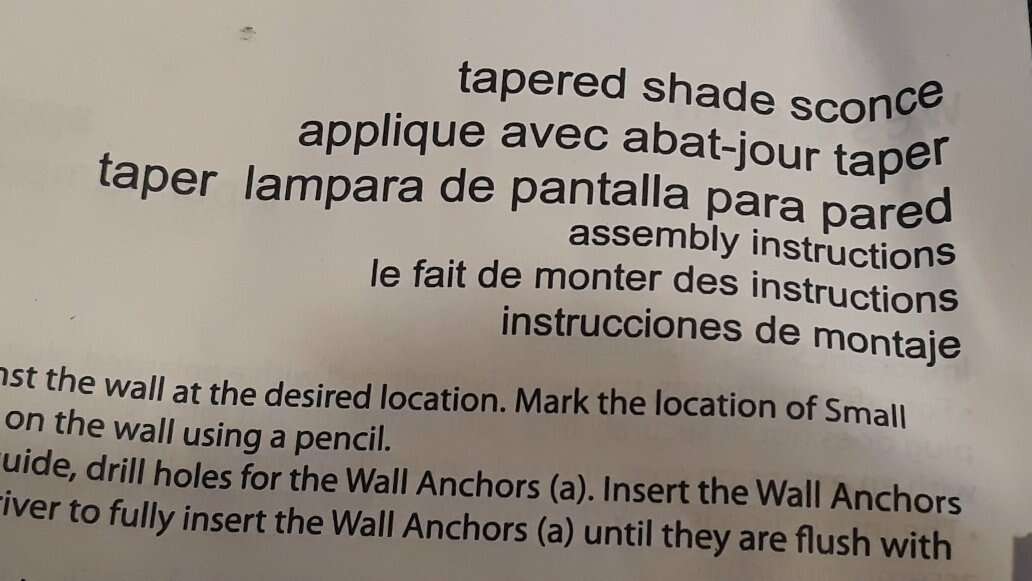 tapered shade sconce
applique avec abat-jour taper
taper lampara de pantalla para pared
assembly instructions
le fait de monter des instructions
instrucciones de montaje
the wall at the desired location. Mark the location of Small
on the wall using a pencil.
drill holes for the Wall Anchors (a). Insert the Wall Anchors
to fully insert the Wall Anchors (a) until they are flush with